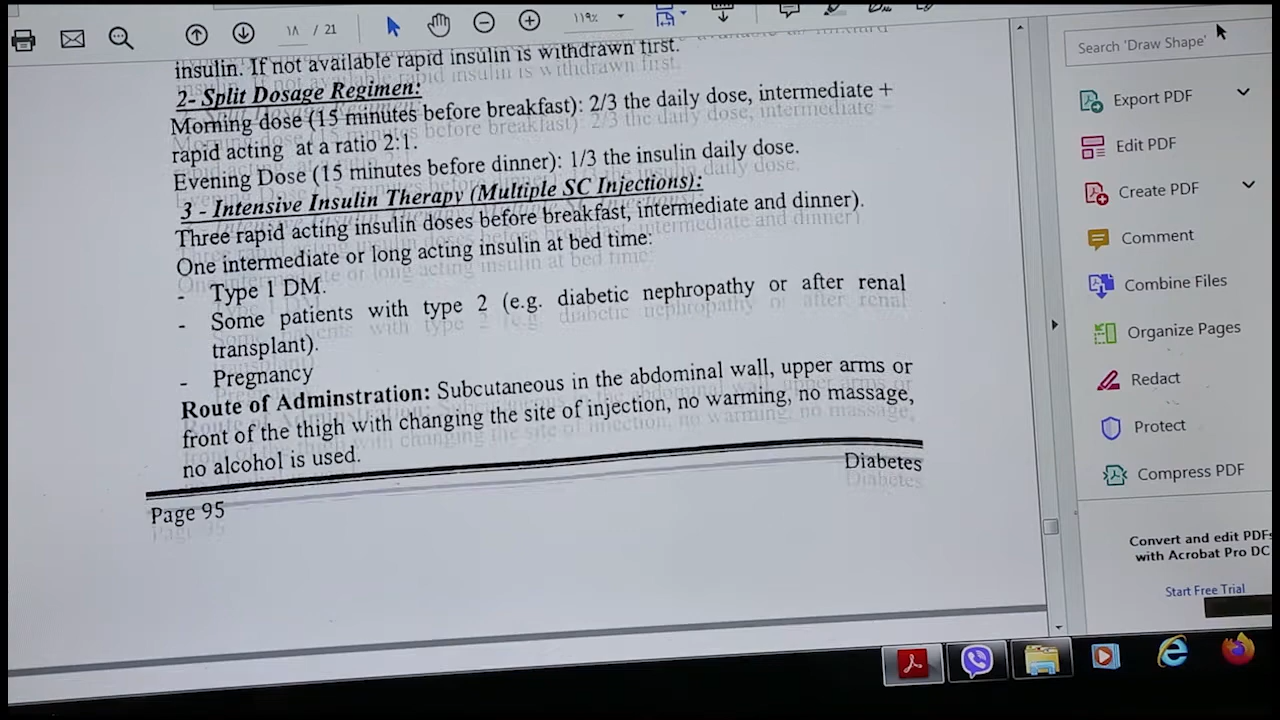 ١٨ / 21
١١٩%
insulin. If not available rapid insulin is withdrawn first.
2- Split Dosage Regimen:
Morning dose (15 minutes before breakfast): 2/3 the daily dose, intermediate +
rapid acting at a ratio 2:1.
Evening Dose (15 minutes before dinner): 1/3 the insulin daily dose.
3 - Intensive Insulin Therapy (Multiple SC Injections):
Three rapid acting insulin doses before breakfast, intermediate and dinner).
One intermediate or long acting insulin at bed time:
- Type 1 DM.
- Some patients with type 2 (e.g. diabetic nephropathy or after renal
transplant).
- Pregnancy
Route of Adminstration: Subcutaneous in the abdominal wall, upper arms or
front of the thigh with changing the site of injection, no warming, no massage,
no alcohol is used.
Diabetes
Page 95
Search 'Draw Shape'
Export PDF
Edit PDF
Create PDF
Comment
Combine Files
Organize Pages
Redact
Protect
Compress PDF
Convert and edit PDFs
with Acrobat Pro DC
Start Free Trial